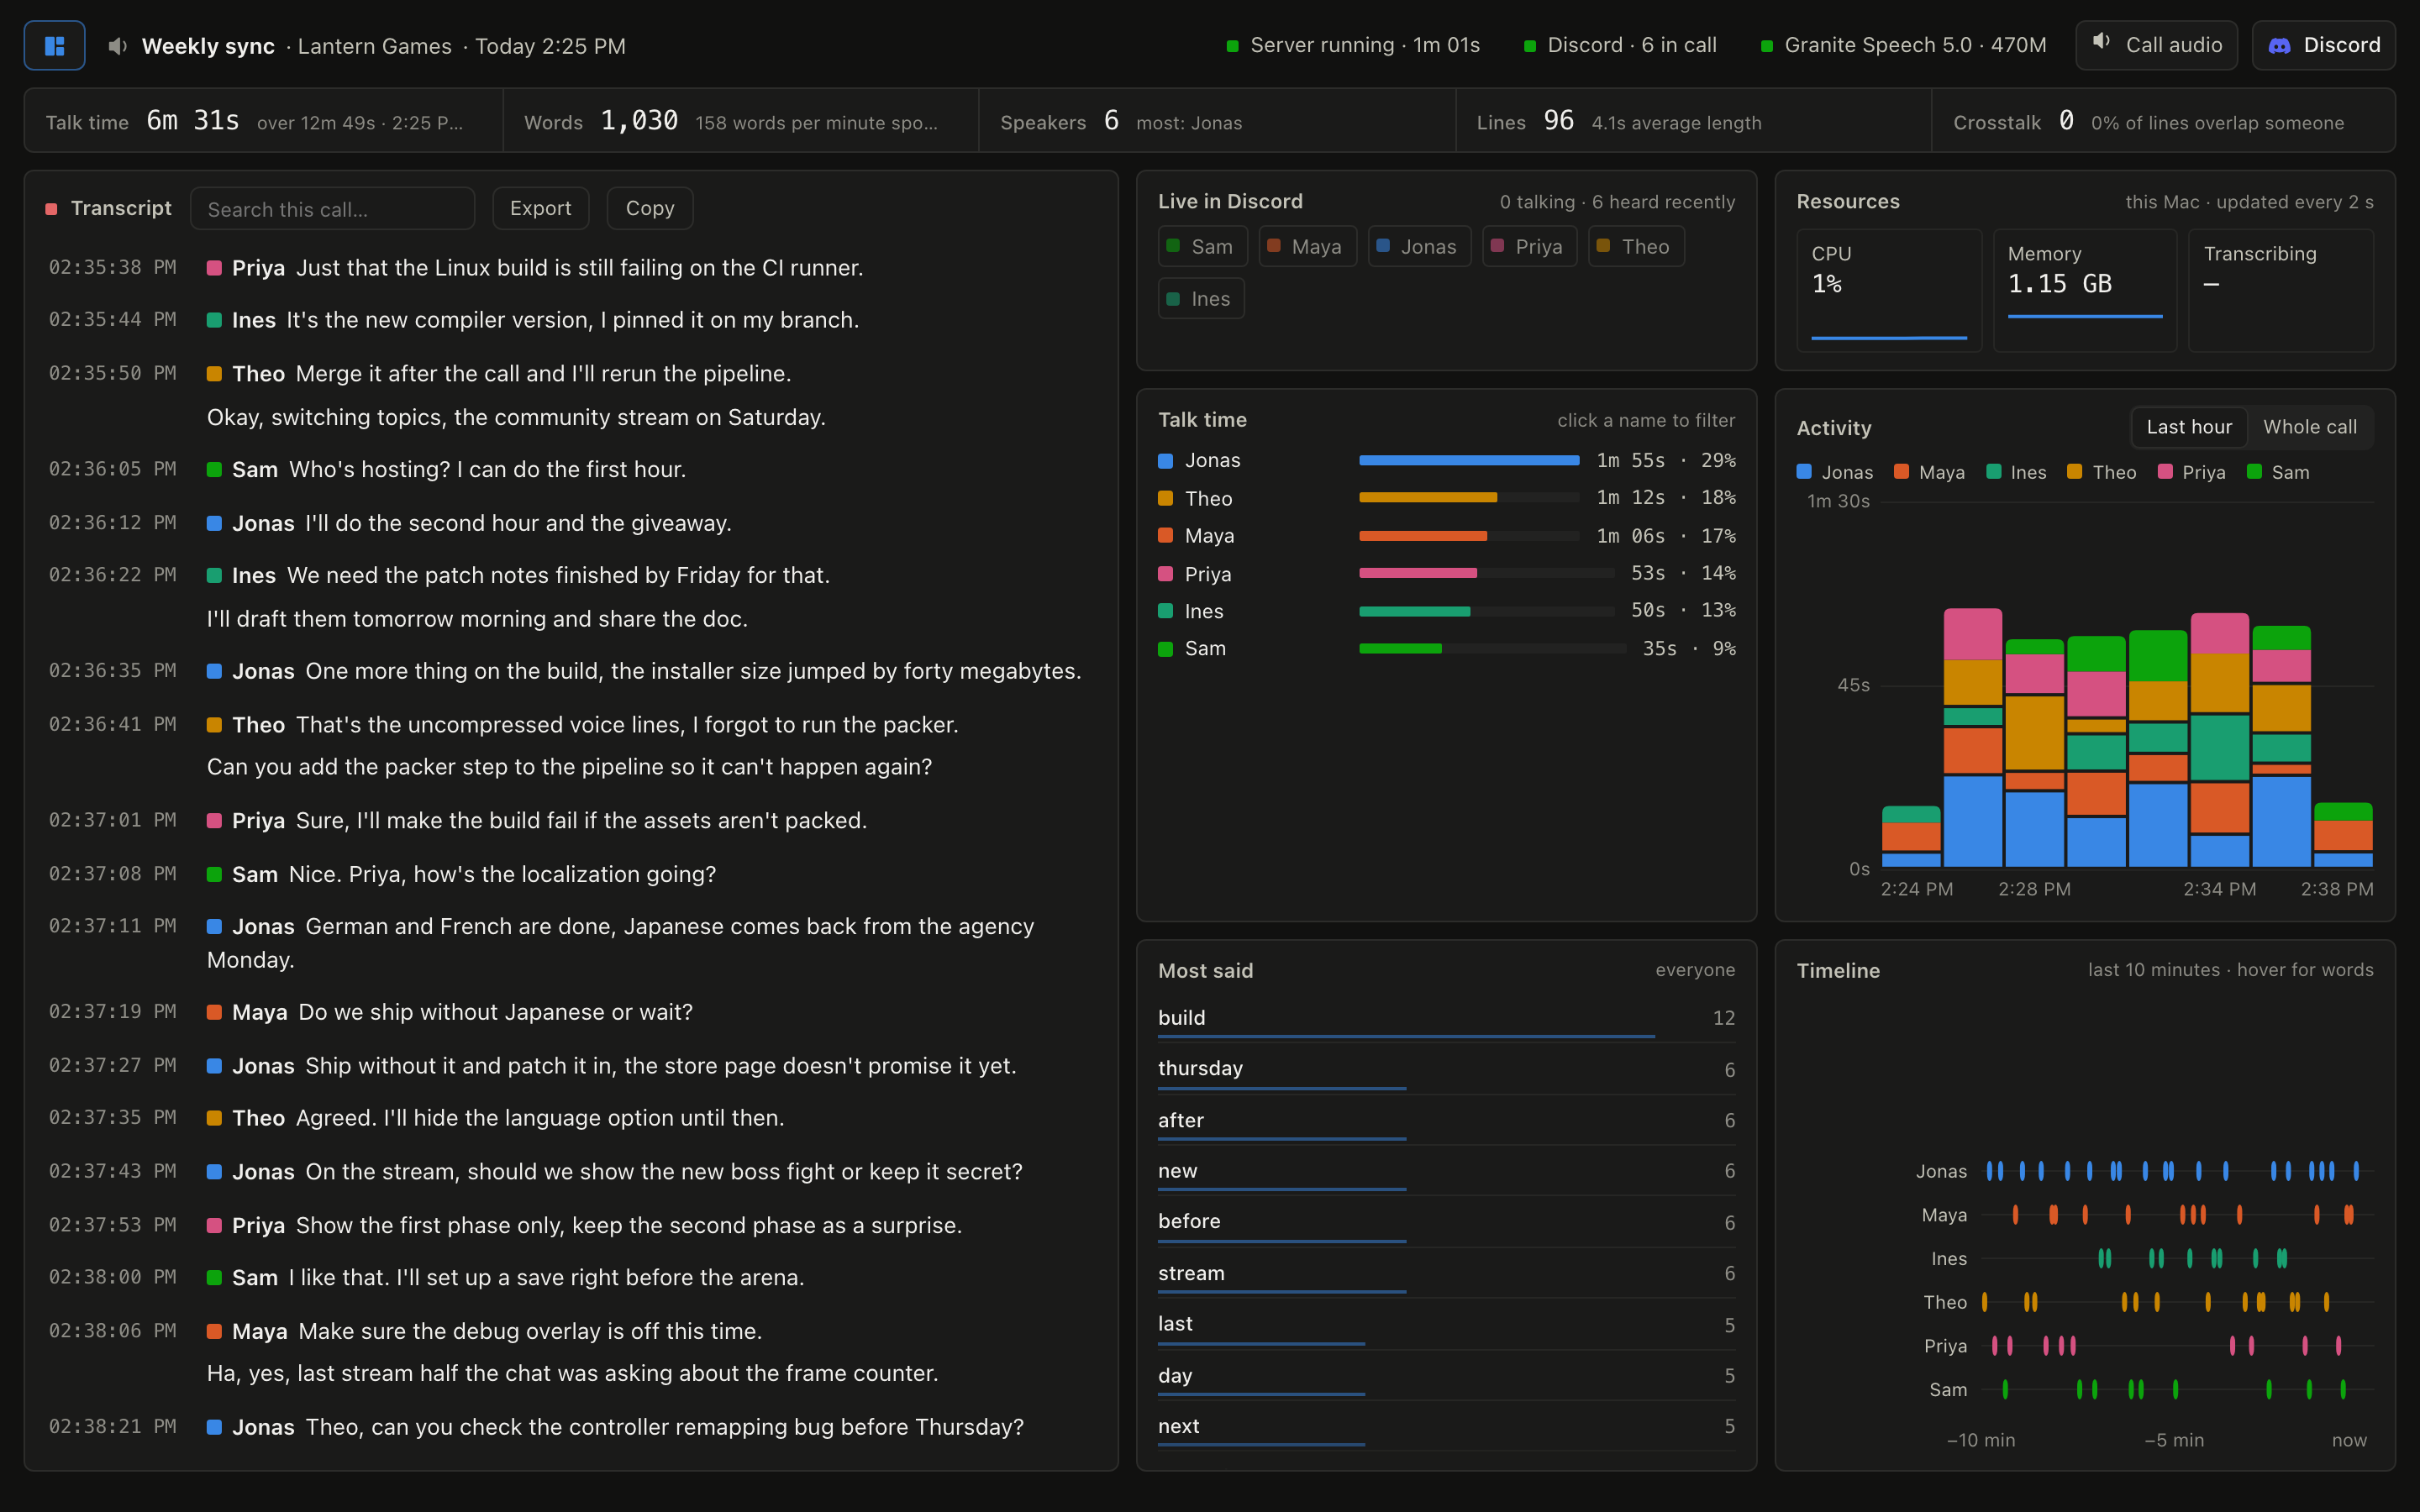 Weekly sync · Lantern Games · Today 2:25 PM
Server running · 1m 01s
Discord · 6 in call
Granite Speech 5.0 · 470M
Call audio
Discord
Talk time 6m 31s over 12m 49s · 2:25 P...
Words 1,030 158 words per minute spo...
Speakers 6 most: Jonas
Lines 96 4.1s average length
Crosstalk 0 0% of lines overlap someone
Transcript
Search this call...
Export
Copy
02:35:38 PM Priya Just that the Linux build is still failing on the CI runner.
02:35:44 PM Ines It's the new compiler version, I pinned it on my branch.
02:35:50 PM Theo Merge it after the call and I'll rerun the pipeline.
Okay, switching topics, the community stream on Saturday.
02:36:05 PM Sam Who's hosting? I can do the first hour.
02:36:12 PM Jonas I'll do the second hour and the giveaway.
02:36:22 PM Ines We need the patch notes finished by Friday for that.
I'll draft them tomorrow morning and share the doc.
02:36:35 PM Jonas One more thing on the build, the installer size jumped by forty megabytes.
02:36:41 PM Theo That's the uncompressed voice lines, I forgot to run the packer.
Can you add the packer step to the pipeline so it can't happen again?
02:37:01 PM Priya Sure, I'll make the build fail if the assets aren't packed.
02:37:08 PM Sam Nice. Priya, how's the localization going?
02:37:11 PM Jonas German and French are done, Japanese comes back from the agency
Monday.
02:37:19 PM Maya Do we ship without Japanese or wait?
02:37:27 PM Jonas Ship without it and patch it in, the store page doesn't promise it yet.
02:37:35 PM Theo Agreed. I'll hide the language option until then.
02:37:43 PM Jonas On the stream, should we show the new boss fight or keep it secret?
02:37:53 PM Priya Show the first phase only, keep the second phase as a surprise.
02:38:00 PM Sam I like that. I'll set up a save right before the arena.
02:38:06 PM Maya Make sure the debug overlay is off this time.
Ha, yes, last stream half the chat was asking about the frame counter.
02:38:21 PM Jonas Theo, can you check the controller remapping bug before Thursday?
Live in Discord
0 talking · 6 heard recently
Sam Maya Jonas Priya Theo
Ines
Talk time
click a name to filter
Jonas 1m 55s · 29%
Theo 1m 12s · 18%
Maya 1m 06s · 17%
Priya 53s · 14%
Ines 50s · 13%
Sam 35s · 9%
Most said
everyone
build 12
thursday 6
after 6
new 6
before 6
stream 6
last 5
day 5
next 5
Resources
this Mac · updated every 2 s
CPU
1%
Memory
1.15 GB
Transcribing
–
Activity
Last hour
Whole call
Jonas Maya Ines Theo Priya Sam
1m 30s
45s
0s
2:24 PM 2:28 PM 2:34 PM 2:38 PM
Timeline
last 10 minutes · hover for words
Jonas
Maya
Ines
Theo
Priya
Sam
−10 min −5 min now